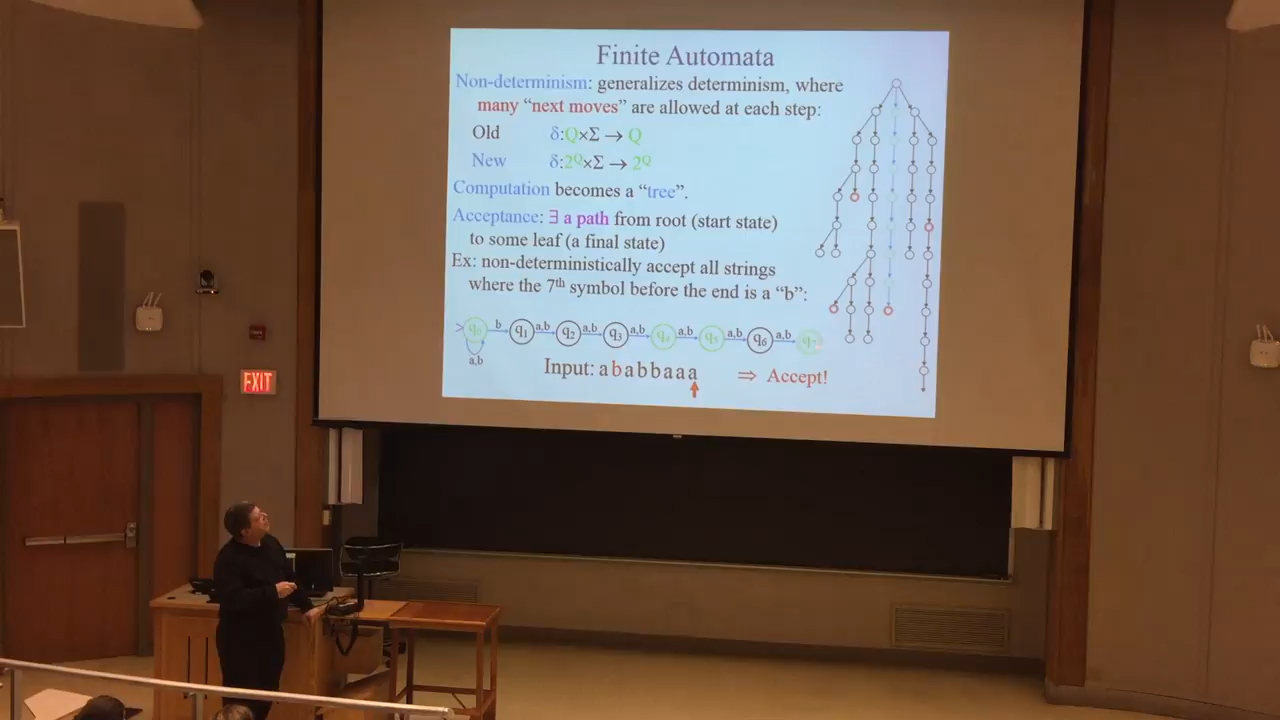 Finite Automata
Non-determinism: generalizes determinism, where
many “next moves” are allowed at each step:
Old δ:Q×Σ → Q
New δ:2^Q×Σ → 2^Q
Computation becomes a “tree”.
Acceptance: ∃ a path from root (start state)
to some leaf (a final state)
Ex: non-deterministically accept all strings
where the 7th symbol before the end is a “b”:
> q0 b q1 a,b q2 a,b q3 a,b q4 a,b q5 a,b q6 a,b q7
a,b
Input: a b a b b a a a ⇒ Accept!
EXIT